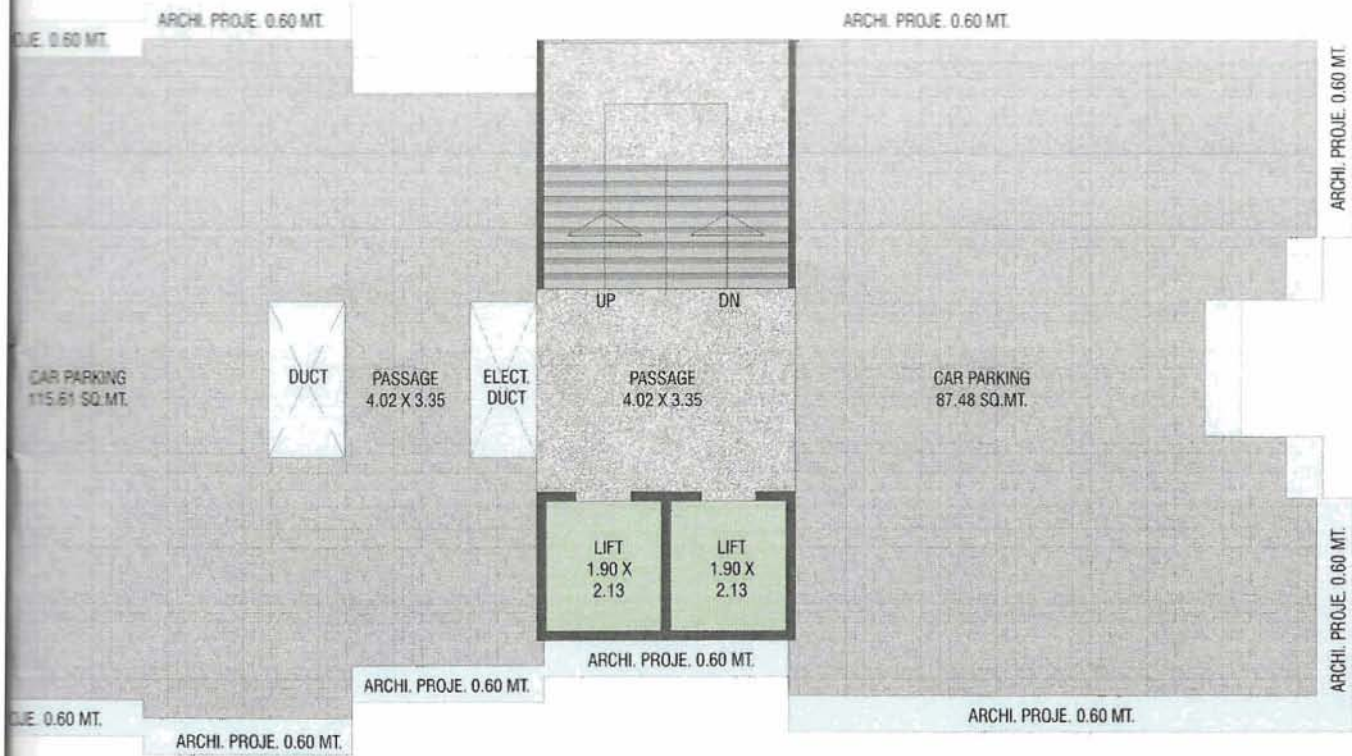 ARCHI. PROJE. 0.60 MT.
ARCHI. PROJE. 0.60 MT.
OJE. 0.60 MT.
ARCHI. PROJE. 0.60 MT.
UP
DN
CAR PARKING
115.61 SQ.MT.
DUCT
PASSAGE
4.02 X 3.35
ELECT.
DUCT
PASSAGE
4.02 X 3.35
CAR PARKING
87.48 SQ.MT.
LIFT
1.90 X
2.13
LIFT
1.90 X
2.13
ARCHI. PROJE. 0.60 MT.
ARCHI. PROJE. 0.60 MT.
ARCHI. PROJE. 0.60 MT.
OJE. 0.60 MT.
ARCHI. PROJE. 0.60 MT.
ARCHI. PROJE. 0.60 MT.